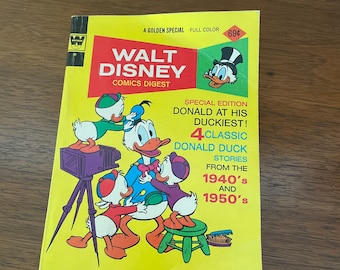 A GOLDEN SPECIAL FULL COLOR
69¢
WALT
DISNEY
COMICS DIGEST
SPECIAL EDITION
DONALD AT HIS
DUCKIEST!
4 CLASSIC
DONALD DUCK
STORIES
FROM THE
1940's
AND
1950's